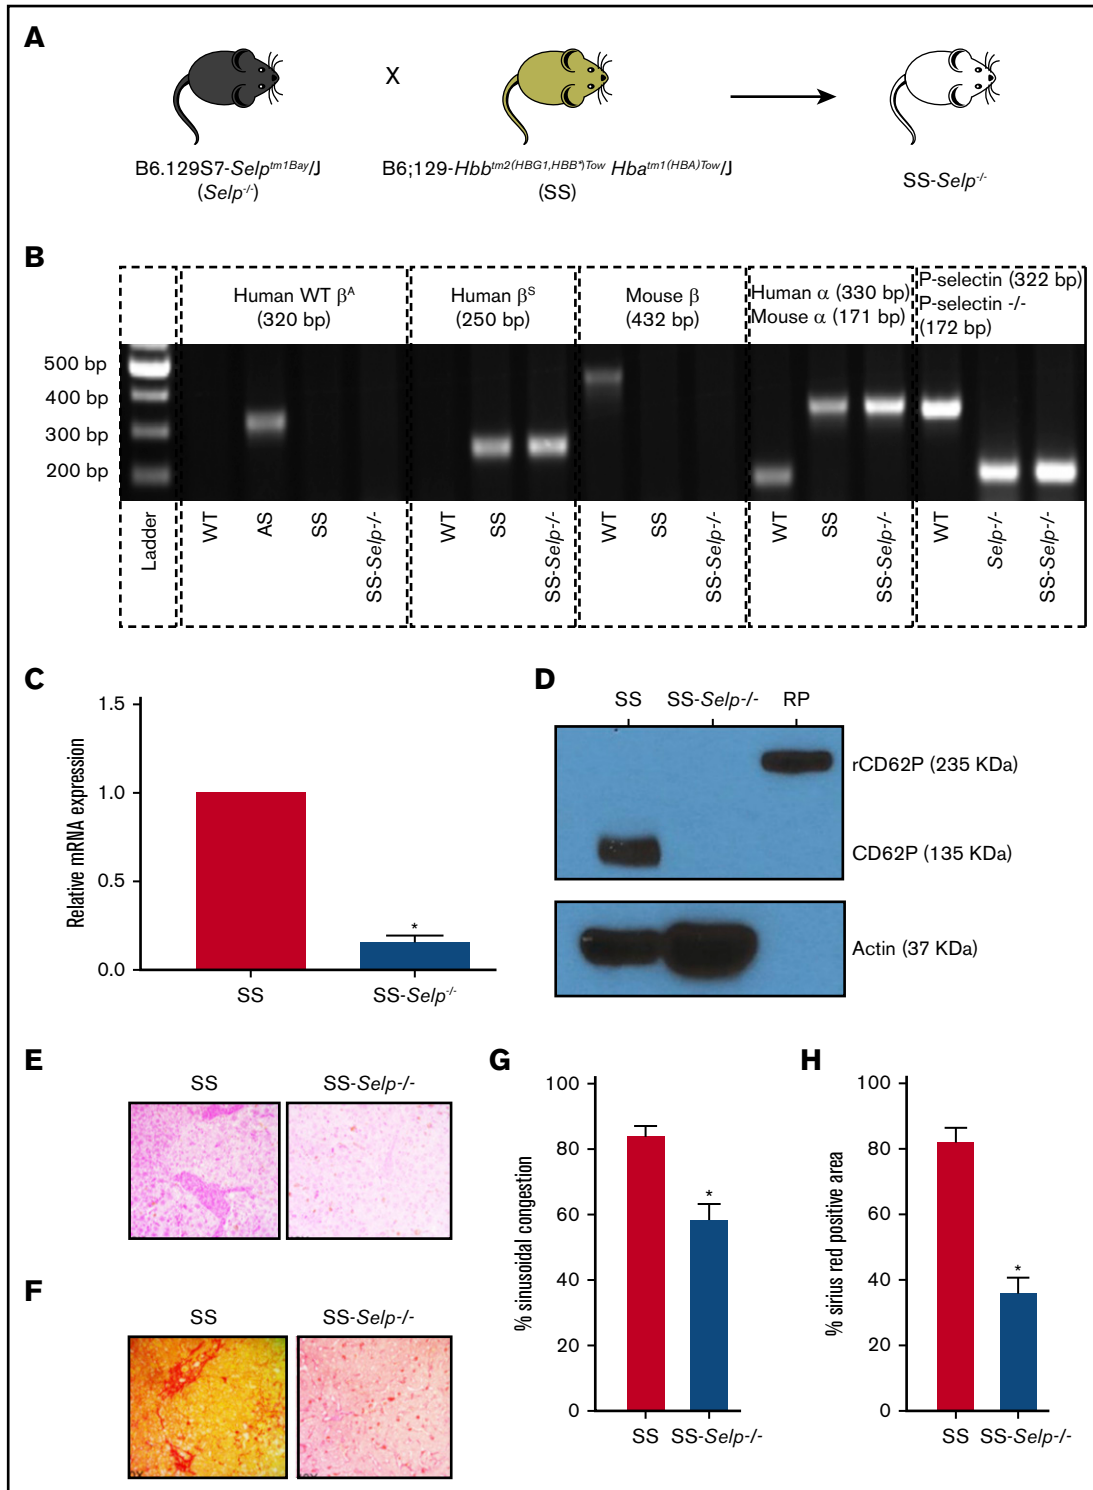 A
X
B6.129S7-Selptm1Bay/J
(Selp-/-)
B6;129-Hbbtm2(HBG1,HBB*)Tow Hbatm1(HBA)Tow/J
(SS)
SS-Selp-/-
B
Human WT βA
(320 bp)
Human βS
(250 bp)
Mouse β
(432 bp)
Human α (330 bp)
Mouse α (171 bp)
P-selectin (322 bp)
P-selectin -/-
(172 bp)
500 bp
400 bp
300 bp
200 bp
Ladder
WT
AS
SS
SS-Selp-/-
WT
SS
SS-Selp-/-
WT
SS
SS-Selp-/-
WT
SS
SS-Selp-/-
WT
Selp-/-
SS-Selp-/-
C
Relative mRNA expression
1.5
1.0
0.5
0.0
*
SS
SS-Selp-/-
D
SS SS-Selp-/- RP
rCD62P (235 KDa)
CD62P (135 KDa)
Actin (37 KDa)
E
SS
SS-Selp-/-
F
SS
SS-Selp-/-
G
% sinusoidal congestion
100
80
60
40
20
0
*
SS SS-Selp-/-
H
% sirius red positive area
100
80
60
40
20
0
*
SS SS-Selp-/-